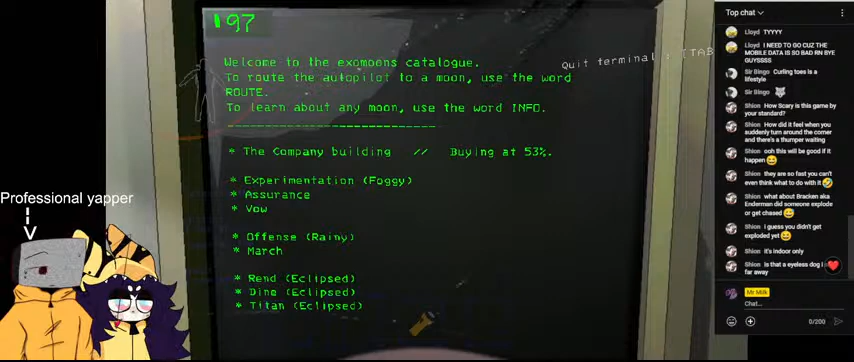 197
Welcome to the exomoons catalogue.
To route the autopilot to a moon, use the word
ROUTE.
To learn about any moon, use the word INFO.
* The Company building // Buying at 53%.
* Experimentation (Foggy)
* Assurance
* Vow
* Offense (Rainy)
* March
* Rend (Eclipsed)
* Dine (Eclipsed)
* Titan (Eclipsed)
Quit terminal : [TAB
Professional yapper
Top chat
Lloyd TYYYY
Lloyd I NEED TO GO CUZ THE
MOBILE DATA IS SO BAD RN BYE
GUYSSSS
Sir Bingo Curling toes is a
lifestyle
Sir Bingo
Shion How Scary is this game by
your standard?
Shion How did it feel when you
suddenly turn around the corner
and there's a thumper waiting
Shion ooh this will be good if it
happen
Shion they are so fast you can't
even think what to do with it
Shion what about Bracken aka
Enderman did someone explode
or get chased
Shion i guess you didn't get
exploded yet
Shion it's indoor only
Shion Is that a eyeless dog i
far away
Mr Milk
Chat...
0/200